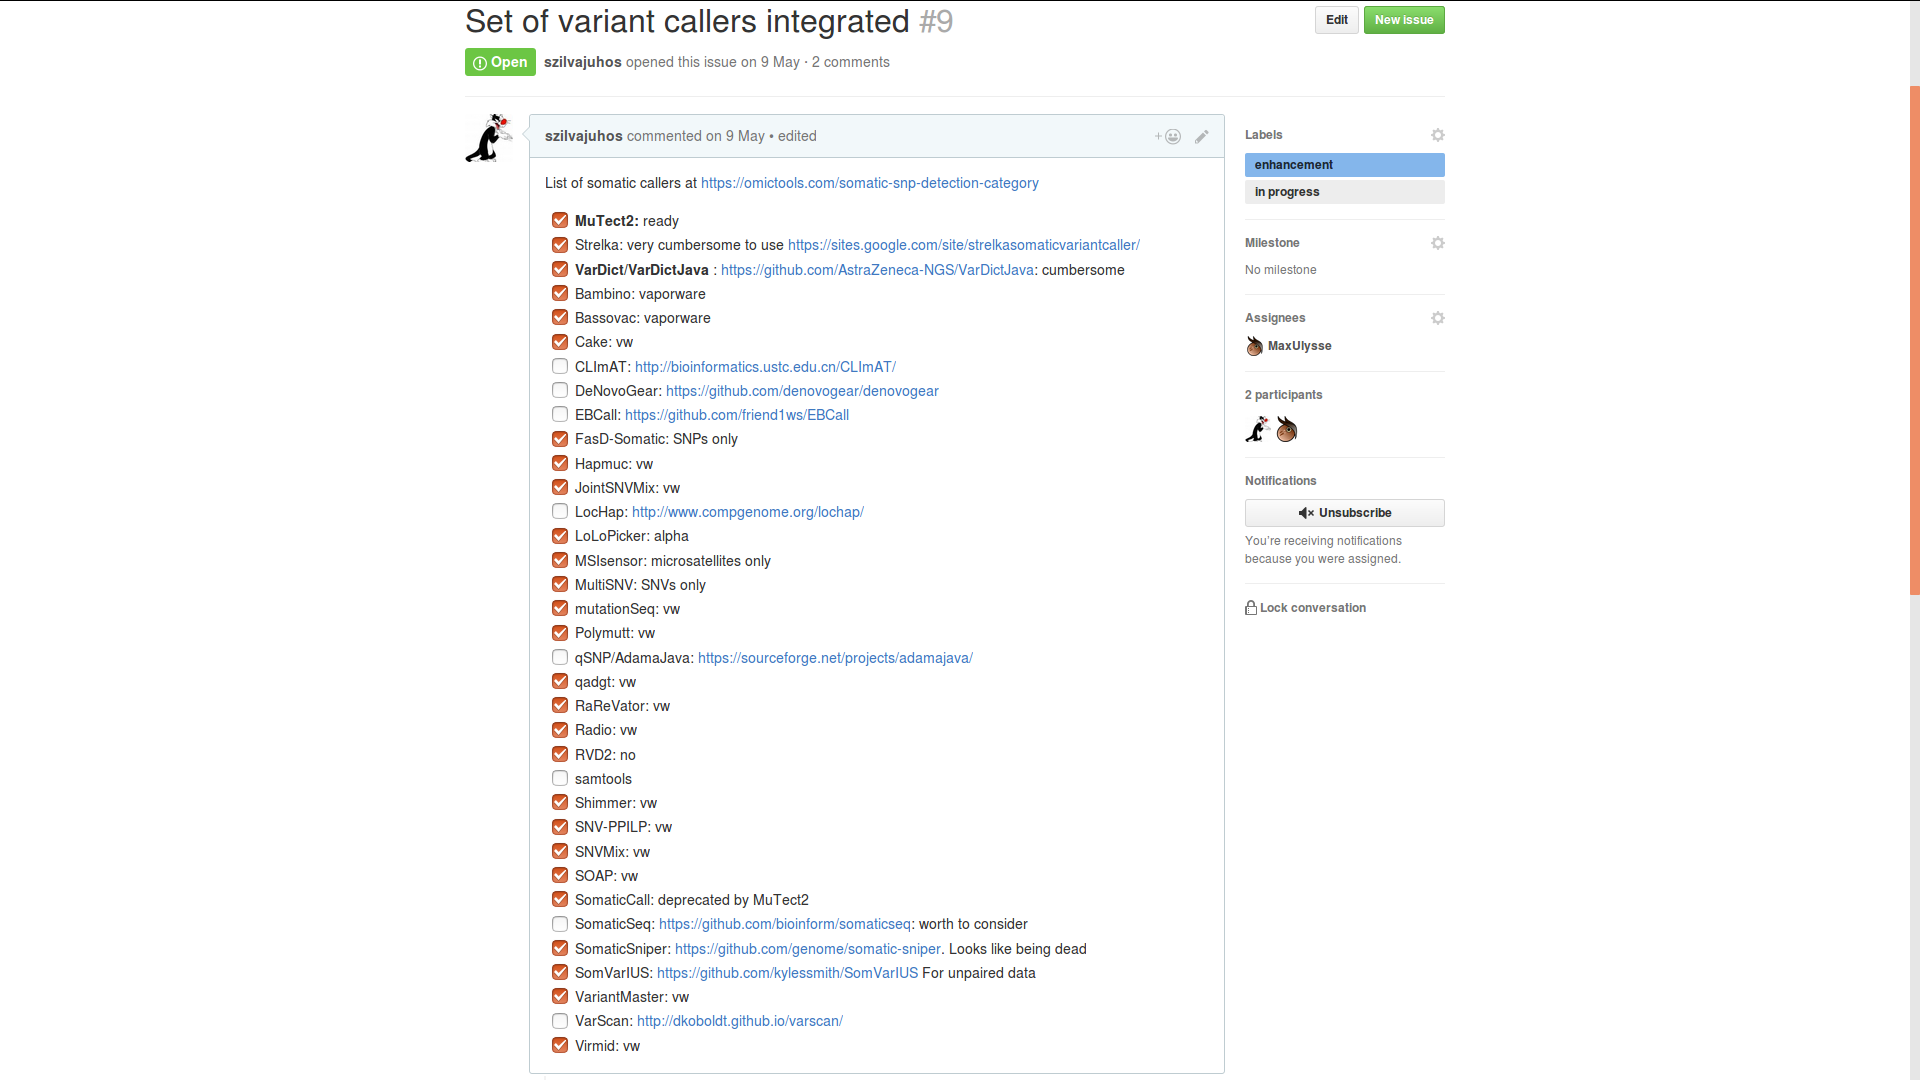 Set of variant callers integrated #9
Edit
New issue
Open
szilvajuhos opened this issue on 9 May · 2 comments
szilvajuhos commented on 9 May • edited
List of somatic callers at https://omictools.com/somatic-snp-detection-category
MuTect2: ready
Strelka: very cumbersome to use https://sites.google.com/site/strelkasomaticvariantcaller/
VarDict/VarDictJava : https://github.com/AstraZeneca-NGS/VarDictJava: cumbersome
Bambino: vaporware
Bassovac: vaporware
Cake: vw
CLImAT: http://bioinformatics.ustc.edu.cn/CLImAT/
DeNovoGear: https://github.com/denovogear/denovogear
EBCall: https://github.com/friend1ws/EBCall
FasD-Somatic: SNPs only
Hapmuc: vw
JointSNVMix: vw
LocHap: http://www.compgenome.org/lochap/
LoLoPicker: alpha
MSIsensor: microsatellites only
MultiSNV: SNVs only
mutationSeq: vw
Polymutt: vw
qSNP/AdamaJava: https://sourceforge.net/projects/adamajava/
qadgt: vw
RaReVator: vw
Radio: vw
RVD2: no
samtools
Shimmer: vw
SNV-PPILP: vw
SNVMix: vw
SOAP: vw
SomaticCall: deprecated by MuTect2
SomaticSeq: https://github.com/bioinform/somaticseq: worth to consider
SomaticSniper: https://github.com/genome/somatic-sniper. Looks like being dead
SomVarIUS: https://github.com/kylessmith/SomVarIUS For unpaired data
VariantMaster: vw
VarScan: http://dkoboldt.github.io/varscan/
Virmid: vw
Labels
enhancement
in progress
Milestone
No milestone
Assignees
MaxUlysse
2 participants
Notifications
Unsubscribe
You're receiving notifications
because you were assigned.
Lock conversation